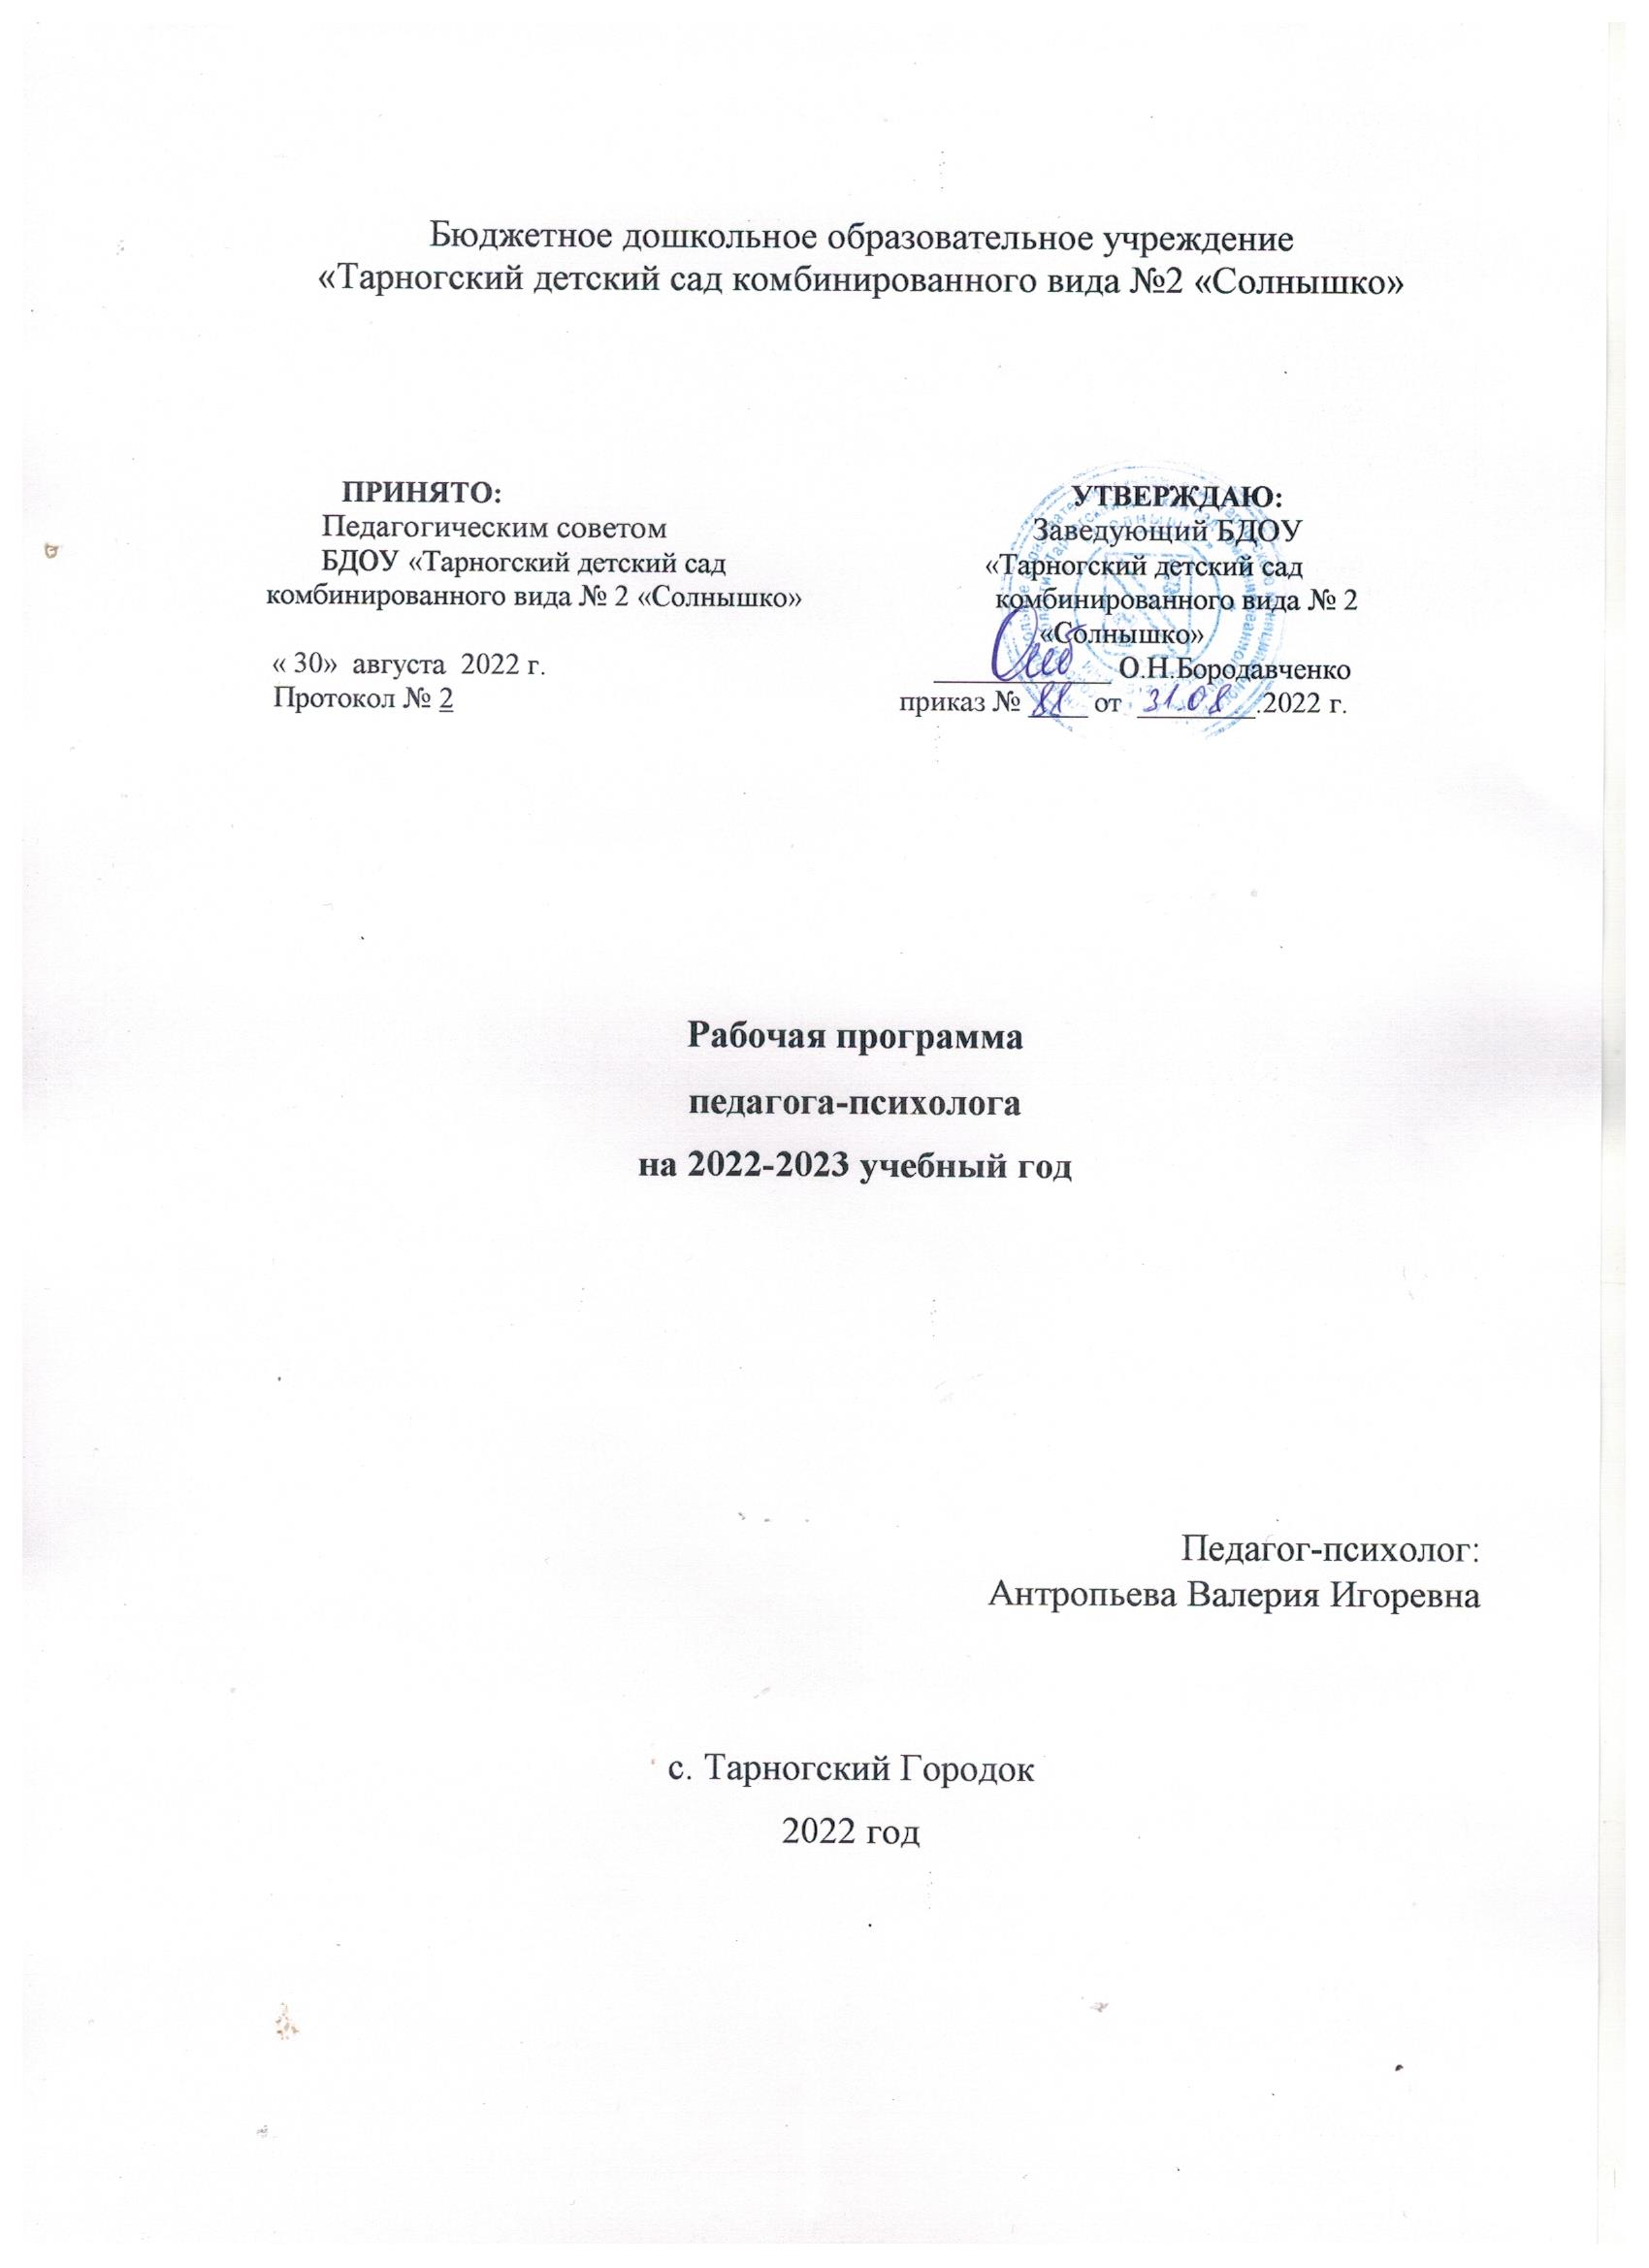 Бюджетное дошкольное образовательное учреждение
«Тарногский детский сад комбинированного вида №2 «Солнышко»
ПРИНЯТО:
Педагогическим советом
БДОУ «Тарногский детский сад
комбинированного вида № 2 «Солнышко»
« 30» августа 2022 г.
Протокол № 2
УТВЕРЖДАЮ:
Заведующий БДОУ
«Тарногский детский сад
комбинированного вида № 2
«Солнышко»
О.Н.Бородавченко
приказ № 88 от 31.08.2022 г.
Рабочая программа
педагога-психолога
на 2022-2023 учебный год
Педагог-психолог:
Антропьева Валерия Игоревна
с. Тарногский Городок
2022 год